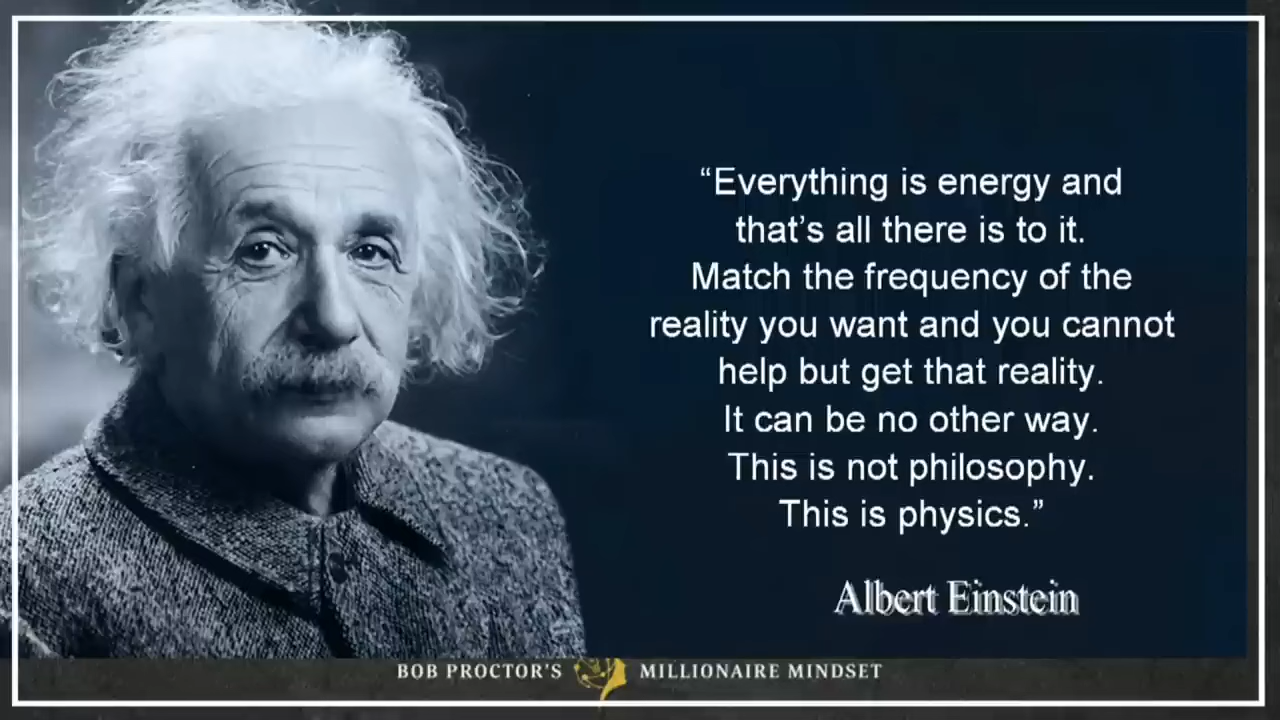 “Everything is energy and
that’s all there is to it.
Match the frequency of the
reality you want and you cannot
help but get that reality.
It can be no other way.
This is not philosophy.
This is physics.”
Albert Einstein
BOB PROCTOR'S MILLIONAIRE MINDSET